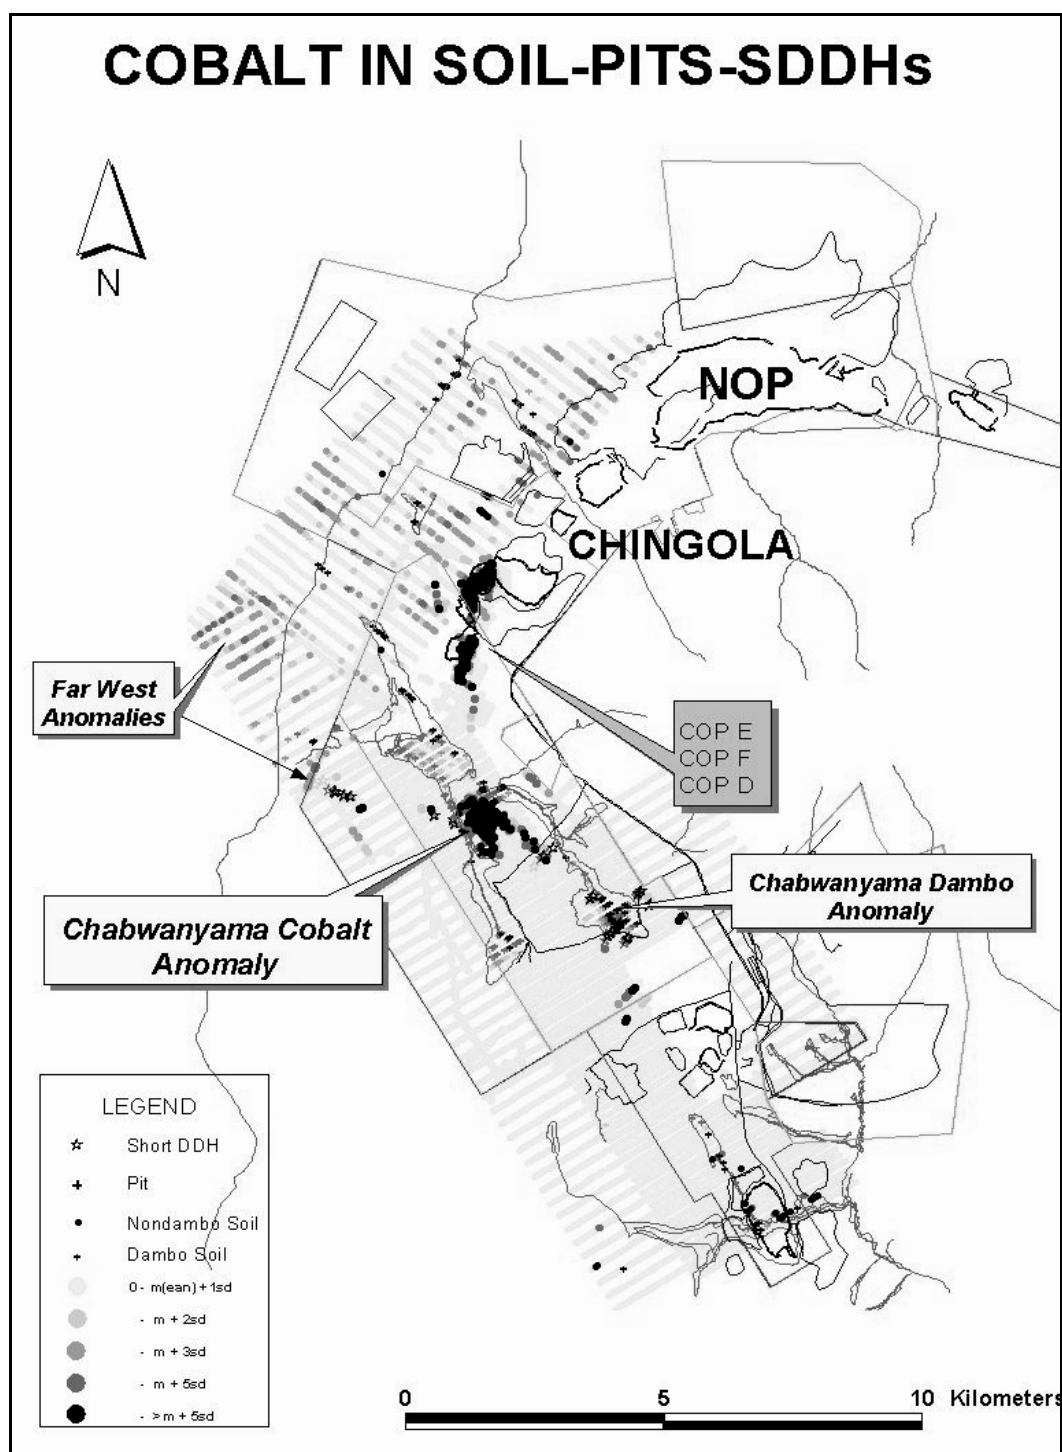 COBALT IN SOIL-PITS-SDDHs
N
NOP
CHINGOLA
Far West
Anomalies
COP E
COP F
COP D
Chabwanyama Dambo
Anomaly
Chabwanyama Cobalt
Anomaly
LEGEND
Short DDH
Pit
Nondambo Soil
Dambo Soil
0 - m(ean) + 1sd
- m + 2sd
- m + 3sd
- m + 5sd
- > m + 5sd
0 5 10 Kilometers